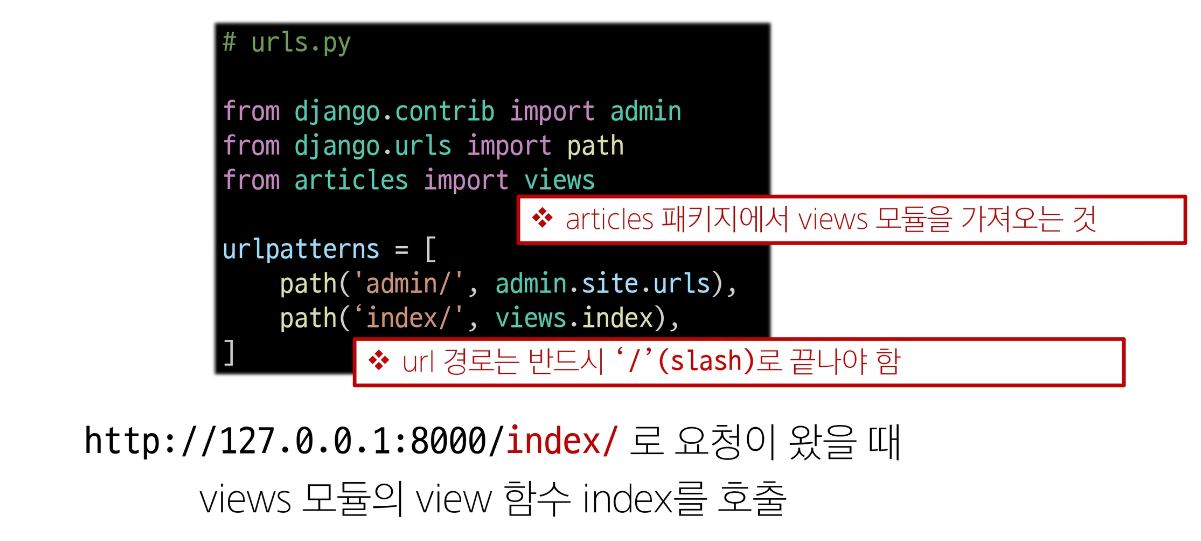 # urls.py
from django.contrib import admin
from django.urls import path
from articles import views
❖ articles 패키지에서 views 모듈을 가져오는 것
urlpatterns = [
    path('admin/', admin.site.urls),
    path(‘index/', views.index),
]
❖ url 경로는 반드시 ‘/’(slash)로 끝나야 함
http://127.0.0.1:8000/index/ 로 요청이 왔을 때
views 모듈의 view 함수 index를 호출